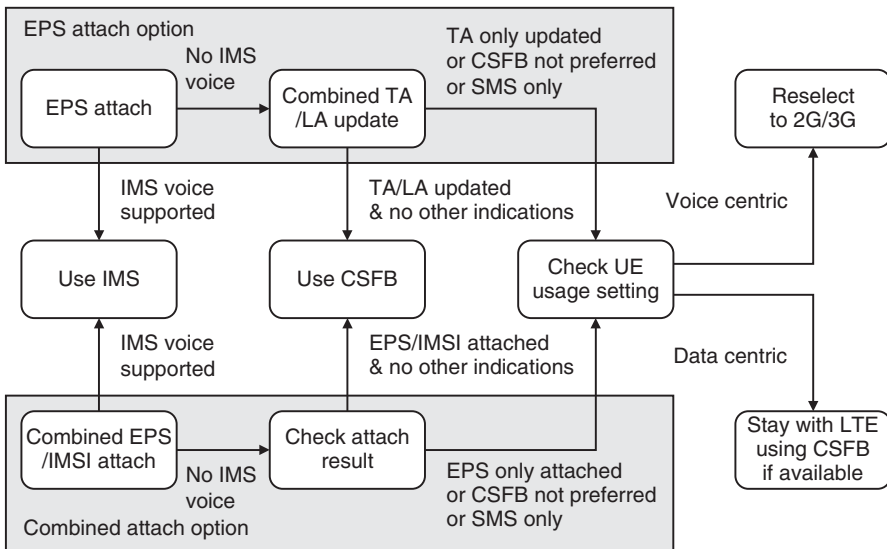 EPS attach option
No IMS
voice
TA only updated
or CSFB not preferred
or SMS only
EPS attach
Combined TA
/LA update
Reselect
to 2G/3G
IMS voice
supported
TA/LA updated
& no other indications
Voice centric
Use IMS
Use CSFB
Check UE
usage setting
IMS voice
supported
EPS/IMSI attached
& no other indications
Data centric
Combined EPS
/IMSI attach
No IMS
voice
Check attach
result
EPS only attached
or CSFB not preferred
or SMS only
Stay with LTE
using CSFB
if available
Combined attach option